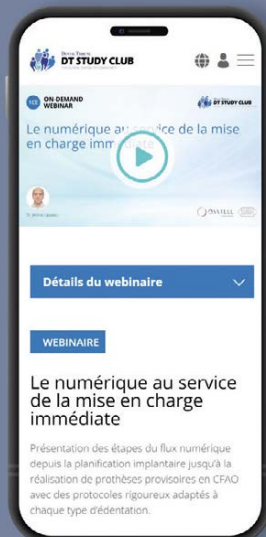 DENTAL TRIBUNE
DT STUDY CLUB
1CE
ON-DEMAND
WEBINAR
DT STUDY CLUB
Le numérique au service de la mise
en charge immédiate
OSSTELL
Détails du webinaire
WEBINAIRE
Le numérique au service
de la mise en charge
immédiate
Présentation des étapes du flux numérique
depuis la planification implantaire jusqu'à la
réalisation de prothèses provisoires en CFAO
avec des protocoles rigoureux adaptés à
chaque type d'édentation.